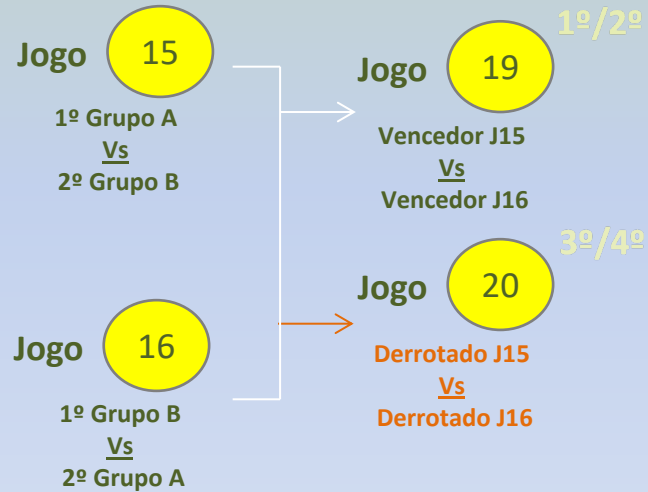 Jogo 15
1º Grupo A
Vs
2º Grupo B
Jogo 16
1º Grupo B
Vs
2º Grupo A
1º/2º
Jogo 19
Vencedor J15
Vs
Vencedor J16
3º/4º
Jogo 20
Derrotado J15
Vs
Derrotado J16